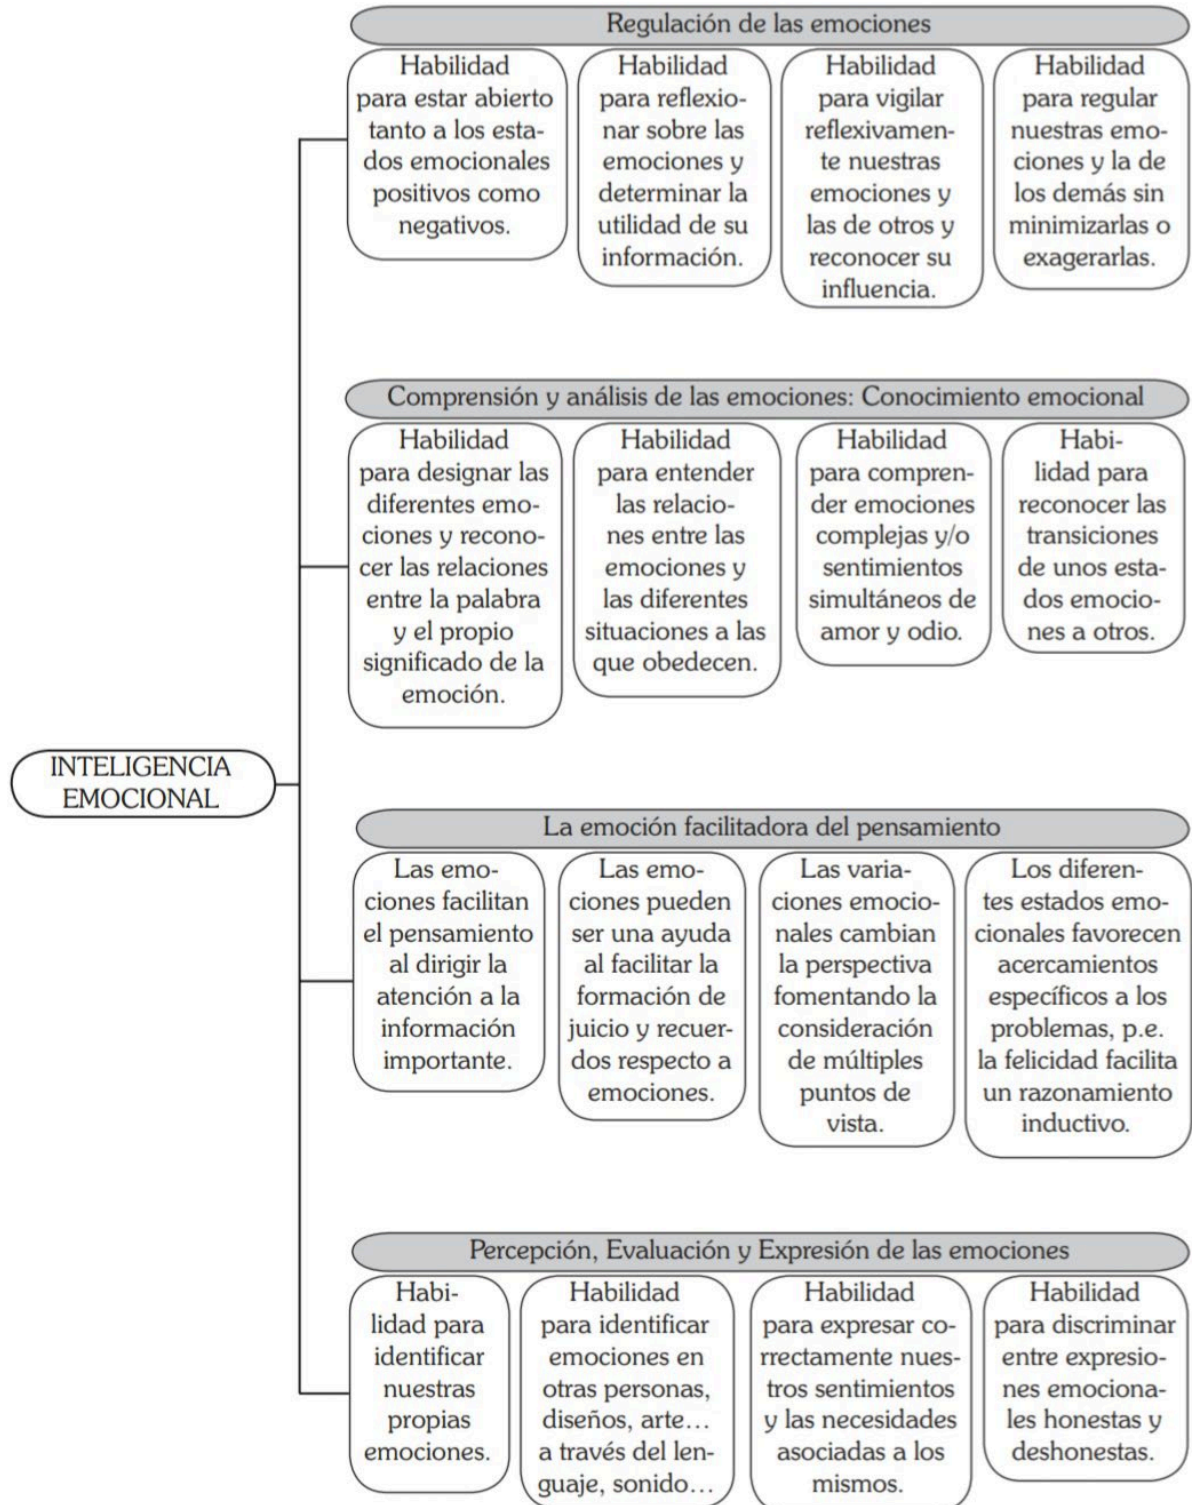 Regulación de las emociones
Habilidad
para estar abierto
tanto a los esta-
dos emocionales
positivos como
negativos.
Habilidad
para reflexio-
nar sobre las
emociones y
determinar la
utilidad de su
información.
Habilidad
para vigilar
reflexivamen-
te nuestras
emociones y
las de otros y
reconocer su
influencia.
Habilidad
para regular
nuestras emo-
ciones y la de
los demás sin
minimizarlas o
exagerarlas.
Comprensión y análisis de las emociones: Conocimiento emocional
Habilidad
para designar las
diferentes emo-
ciones y recono-
cer las relaciones
entre la palabra
y el propio
significado de la
emoción.
Habilidad
para entender
las relacio-
nes entre las
emociones y
las diferentes
situaciones a las
que obedecen.
Habilidad
para compren-
der emociones
complejas y/o
sentimientos
simultáneos de
amor y odio.
Habi-
lidad para
reconocer las
transiciones
de unos esta-
dos emocio-
nes a otros.
INTELIGENCIA
EMOCIONAL
La emoción facilitadora del pensamiento
Las emo-
ciones facilitan
el pensamiento
al dirigir la
atención a la
información
importante.
Las emo-
ciones pueden
ser una ayuda
al facilitar la
formación de
juicio y recuer-
dos respecto a
emociones.
Las varia-
ciones emocio-
nales cambian
la perspectiva
fomentando la
consideración
de múltiples
puntos de
vista.
Los diferen-
tes estados emo-
cionales favorecen
acercamientos
específicos a los
problemas, p.e.
la felicidad facilita
un razonamiento
inductivo.
Percepción, Evaluación y Expresión de las emociones
Habi-
lidad para
identificar
nuestras
propias
emociones.
Habilidad
para identificar
emociones en
otras personas,
diseños, arte…
a través del len-
guaje, sonido…
Habilidad
para expresar co-
rrectamente nues-
tros sentimientos
y las necesidades
asociadas a los
mismos.
Habilidad
para discriminar
entre expresio-
nes emociona-
les honestas y
deshonestas.